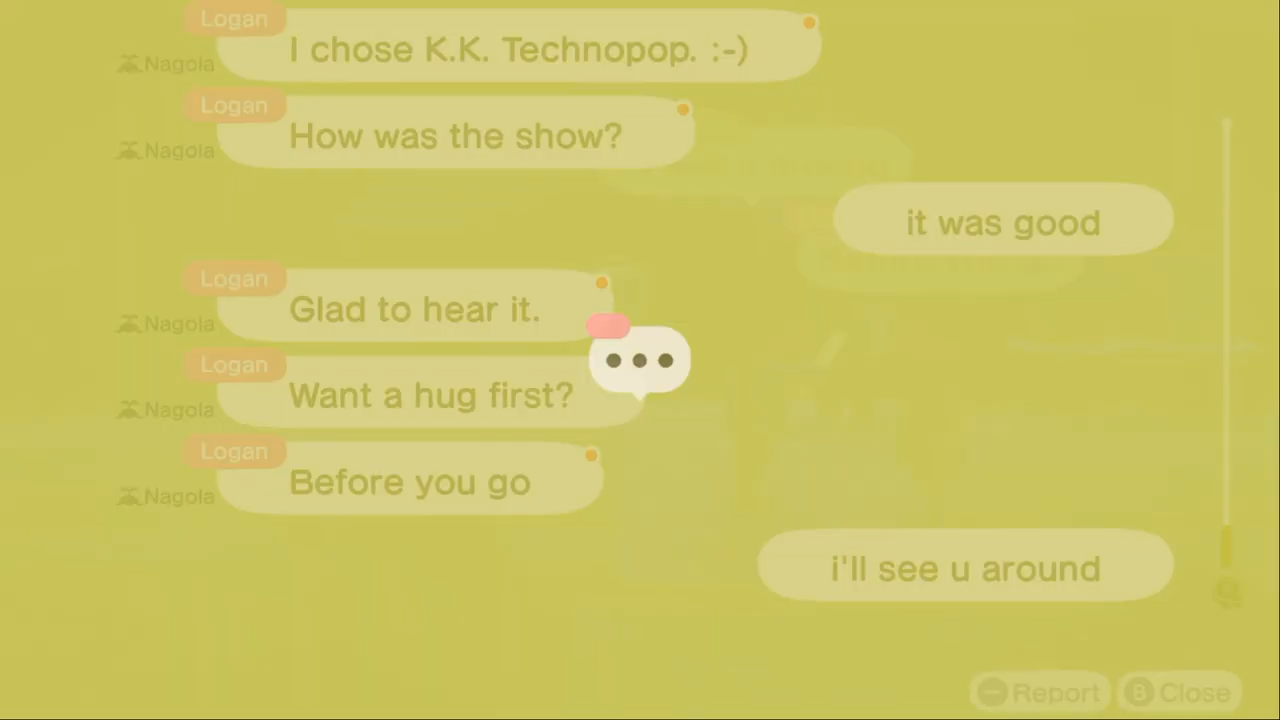 Logan
I chose K.K. Technopop. :-)
Nagola
Logan
How was the show?
Nagola
it was good
Logan
Glad to hear it.
Nagola
Logan
Want a hug first?
Nagola
Logan
Before you go
Nagola
i'll see u around
Report
B Close